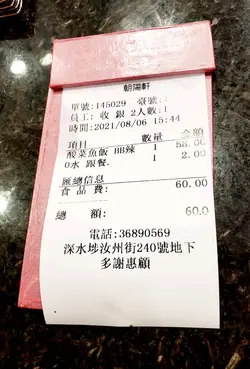 朝陽軒
單號:145029 臺號:
員工: 收 銀 2人數:1
時間:2021/08/06 15:44
項目 數量 金額
酸菜魚飯 BB辣 1 58.00
0水 跟餐. 1 2.00
匯總信息
食 品 費: 60.00
總 額: 60.0
電話:36890569
深水埗汝州街240號地下
多謝惠顧